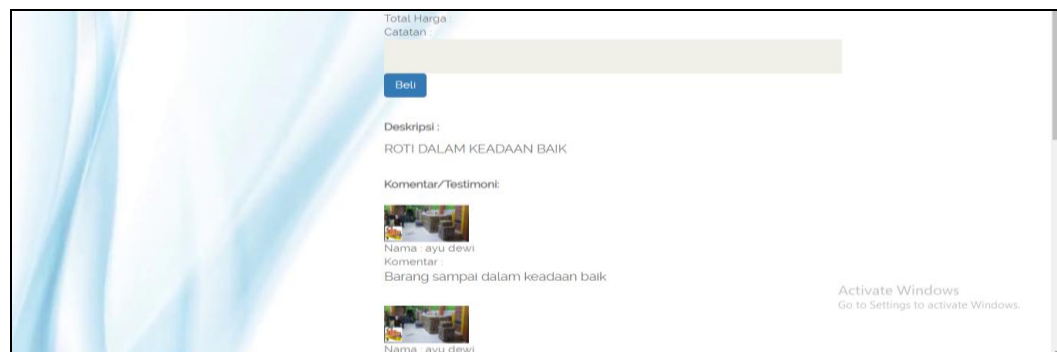 Total Harga :
Catatan :
Beli
Deskripsi :
ROTI DALAM KEADAAN BAIK
Komentar/Testimoni:
Nama : ayu dewi
Komentar :
Barang sampai dalam keadaan baik
Activate Windows
Go to Settings to activate Windows.
Nama : ayu dewi